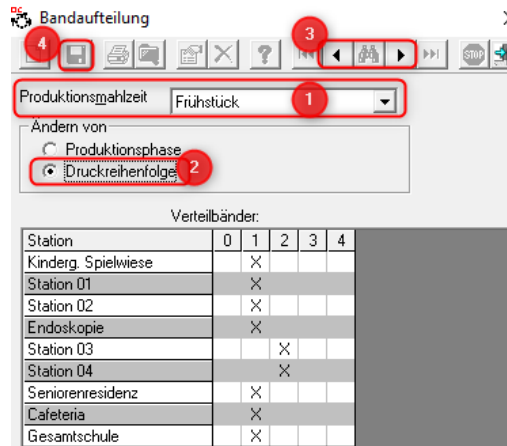 Bandaufteilung
4
3
STOP
Produktionsmahlzeit Frühstück 1
Ändern von
Produktionsphase
Druckreihenfolge 2
Verteilbänder:
Station 0 1 2 3 4
Kinderg. Spielwiese X
Station 01 X
Station 02 X
Endoskopie X
Station 03 X
Station 04 X
Seniorenresidenz X
Cafeteria X
Gesamtschule X